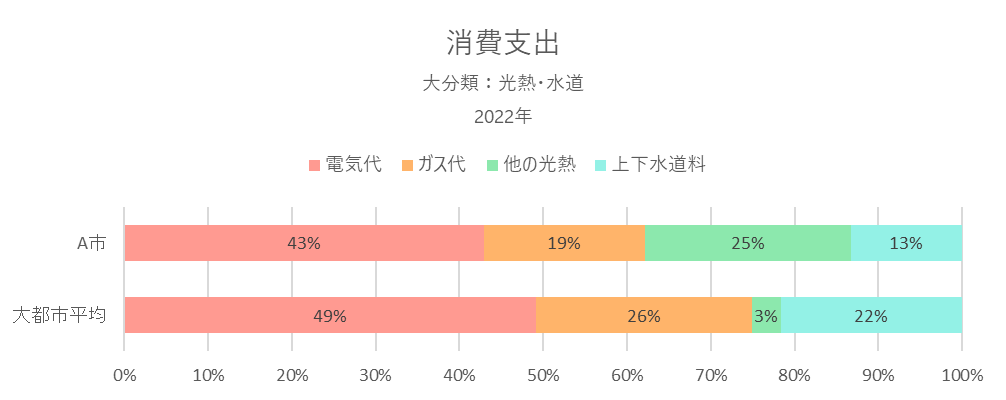 消費支出
大分類：光熱･水道
2022年
電気代 ガス代 他の光熱 上下水道料
A市 43% 19% 25% 13%
大都市平均 49% 26% 3% 22%
0% 10% 20% 30% 40% 50% 60% 70% 80% 90% 100%